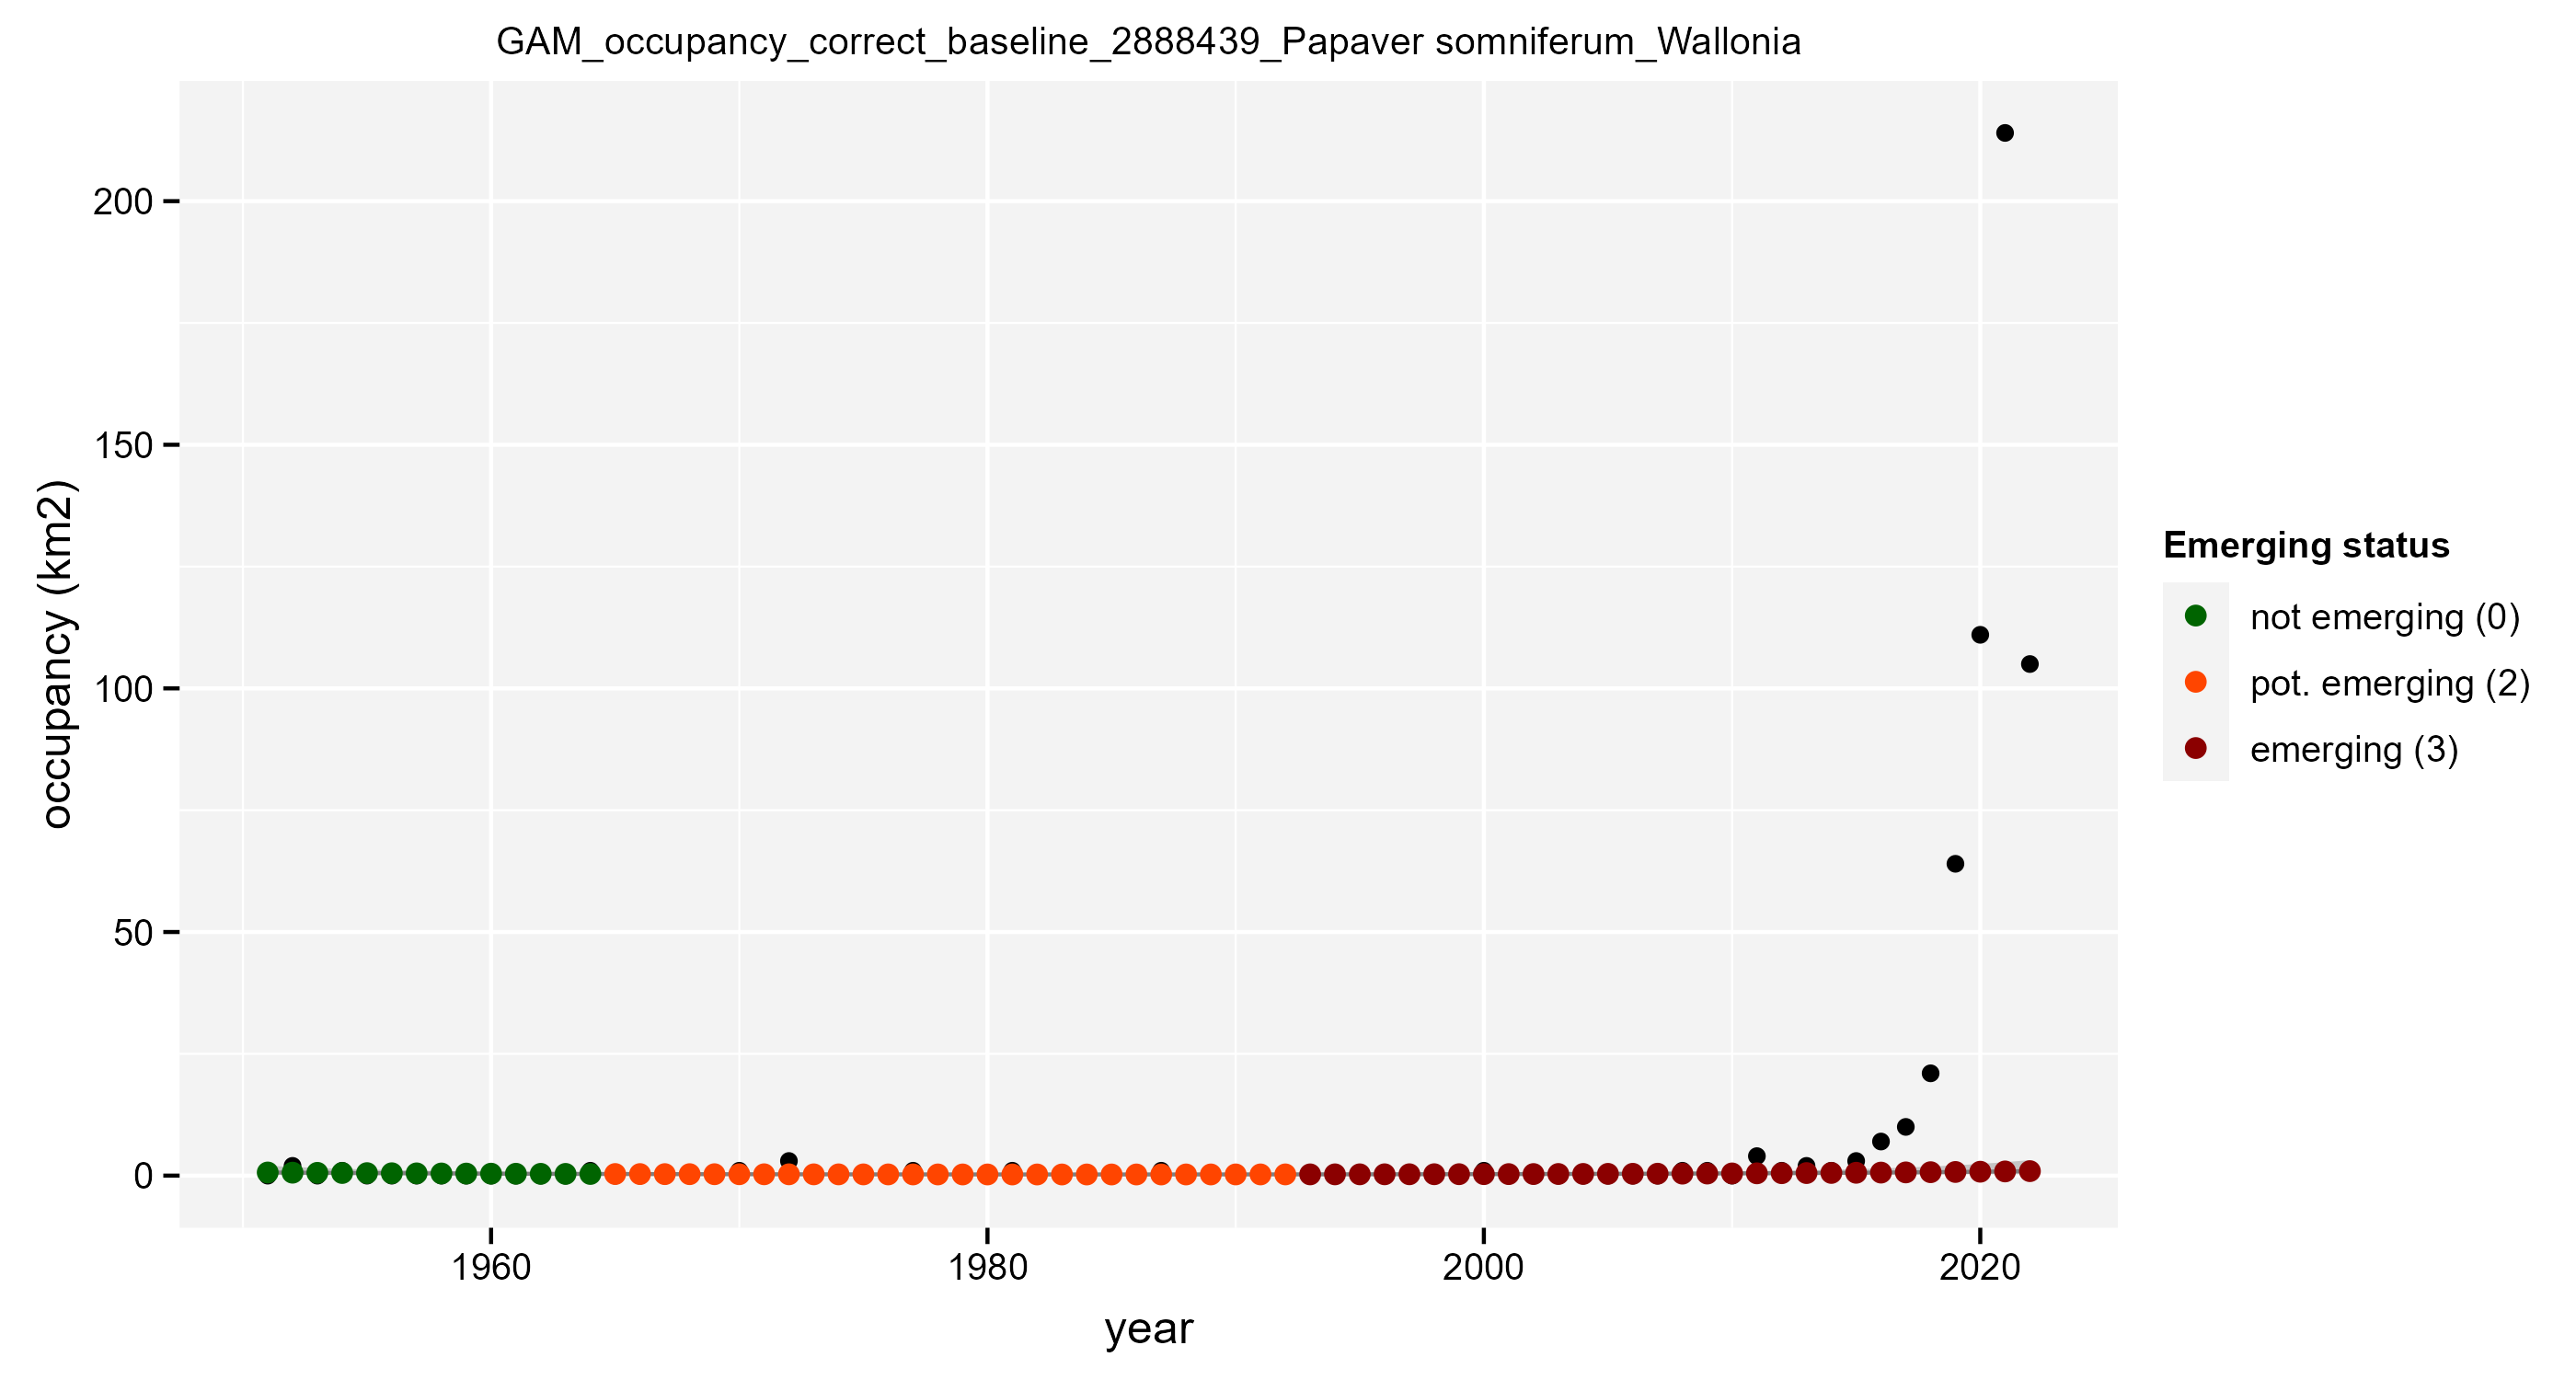 GAM_occupancy_correct_baseline_2888439_Papaver somniferum_Wallonia
occupancy (km2)
200
150
100
50
0
1960
1980
2000
2020
year
Emerging status
not emerging (0)
pot. emerging (2)
emerging (3)